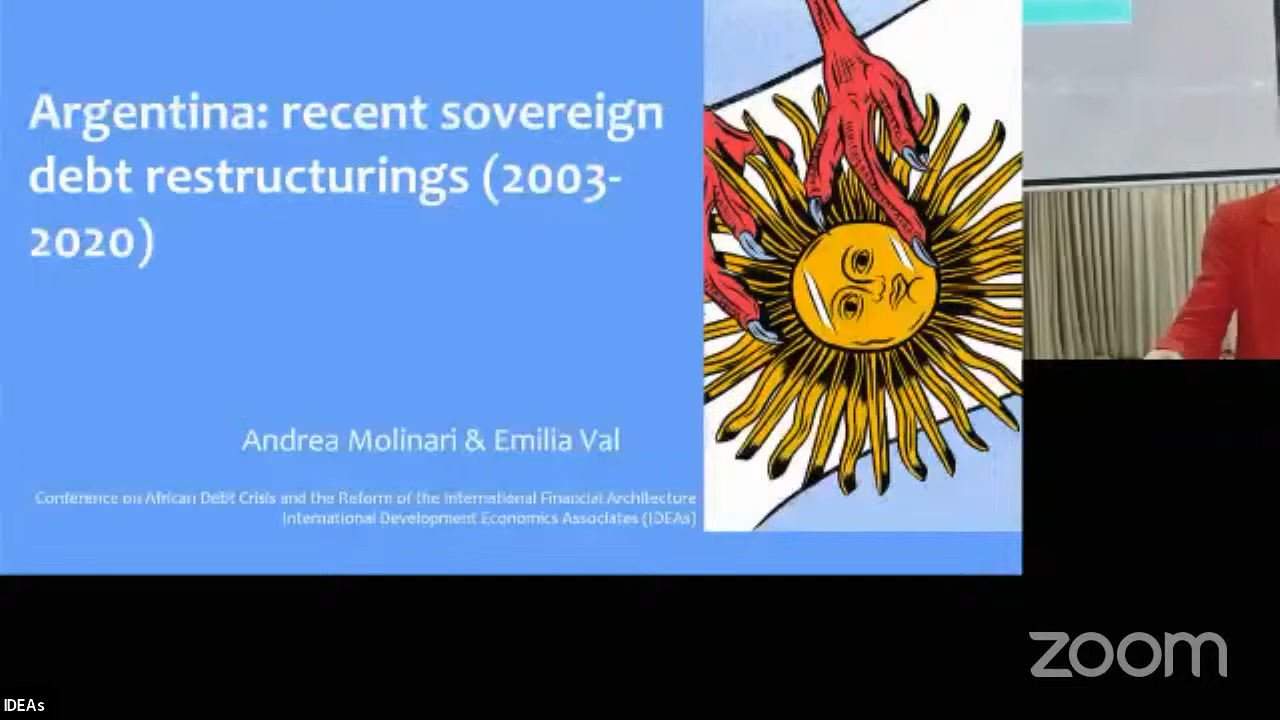 Argentina: recent sovereign
debt restructurings (2003-
2020)
Andrea Molinari & Emilia Val
Conference on African Debt Crisis and the Reform of the International Financial Architecture
International Development Economics Associates (IDEAs)
zoom
IDEAs